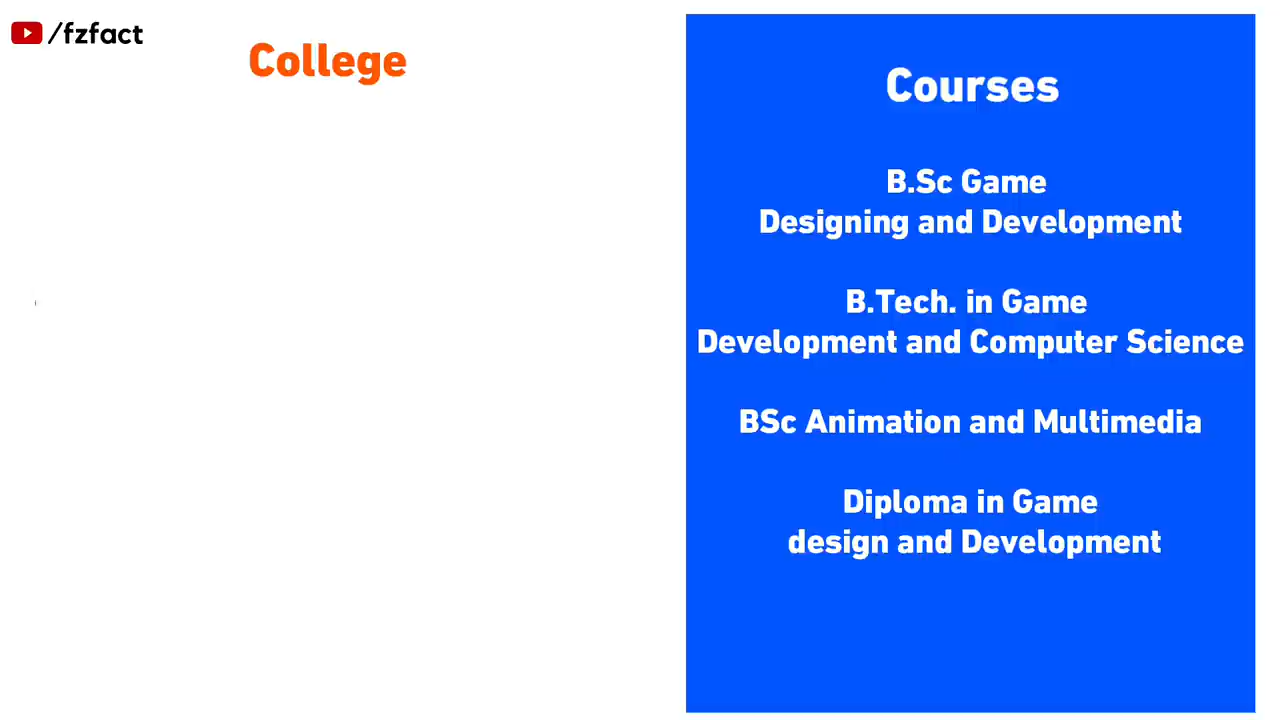 /fzfact
College
Courses
B.Sc Game
Designing and Development
B.Tech. in Game
Development and Computer Science
BSc Animation and Multimedia
Diploma in Game
design and Development